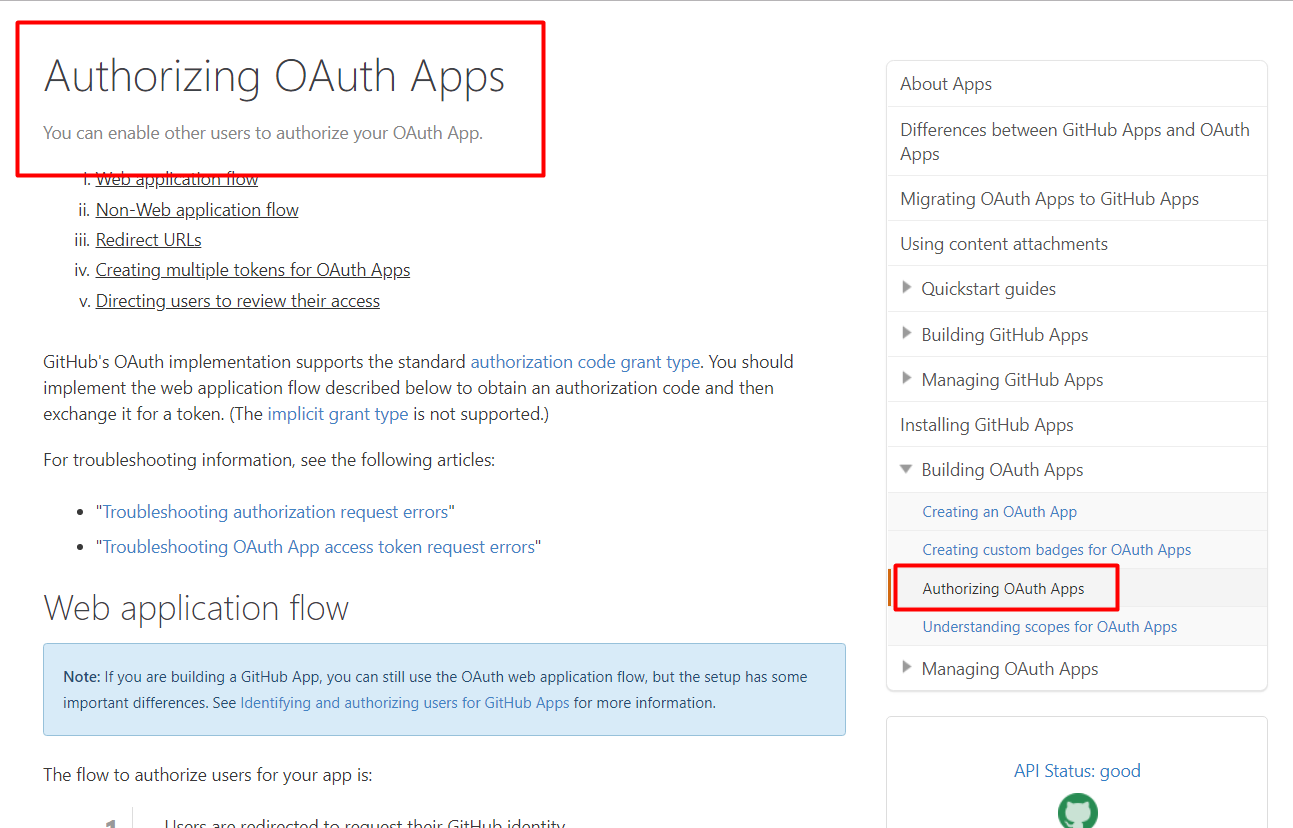 Authorizing OAuth Apps
You can enable other users to authorize your OAuth App.
i. Web application flow
ii. Non-Web application flow
iii. Redirect URLs
iv. Creating multiple tokens for OAuth Apps
v. Directing users to review their access
GitHub's OAuth implementation supports the standard authorization code grant type. You should
implement the web application flow described below to obtain an authorization code and then
exchange it for a token. (The implicit grant type is not supported.)
For troubleshooting information, see the following articles:
• "Troubleshooting authorization request errors"
• "Troubleshooting OAuth App access token request errors"
Web application flow
Note: If you are building a GitHub App, you can still use the OAuth web application flow, but the setup has some
important differences. See Identifying and authorizing users for GitHub Apps for more information.
The flow to authorize users for your app is:
1 Users are redirected to request their GitHub identity
About Apps
Differences between GitHub Apps and OAuth
Apps
Migrating OAuth Apps to GitHub Apps
Using content attachments
Quickstart guides
Building GitHub Apps
Managing GitHub Apps
Installing GitHub Apps
Building OAuth Apps
Creating an OAuth App
Creating custom badges for OAuth Apps
Authorizing OAuth Apps
Understanding scopes for OAuth Apps
Managing OAuth Apps
API Status: good